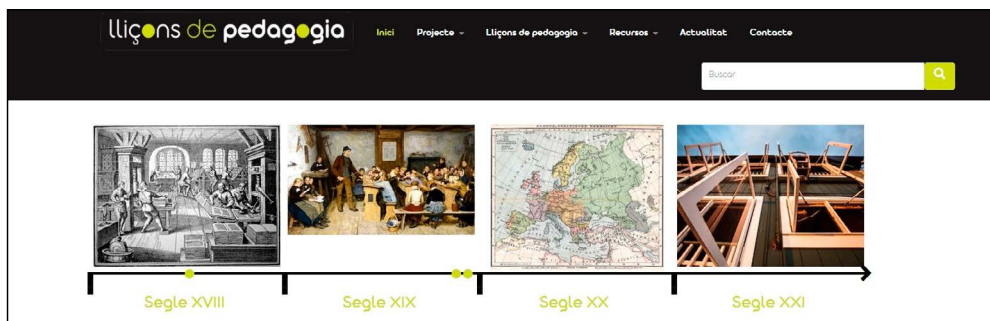 lliçons de pedagogia
Inici Projecte Lliçons de pedagogia Recursos Actualitat Contacte
Buscar
Segle XVIII Segle XIX Segle XX Segle XXI